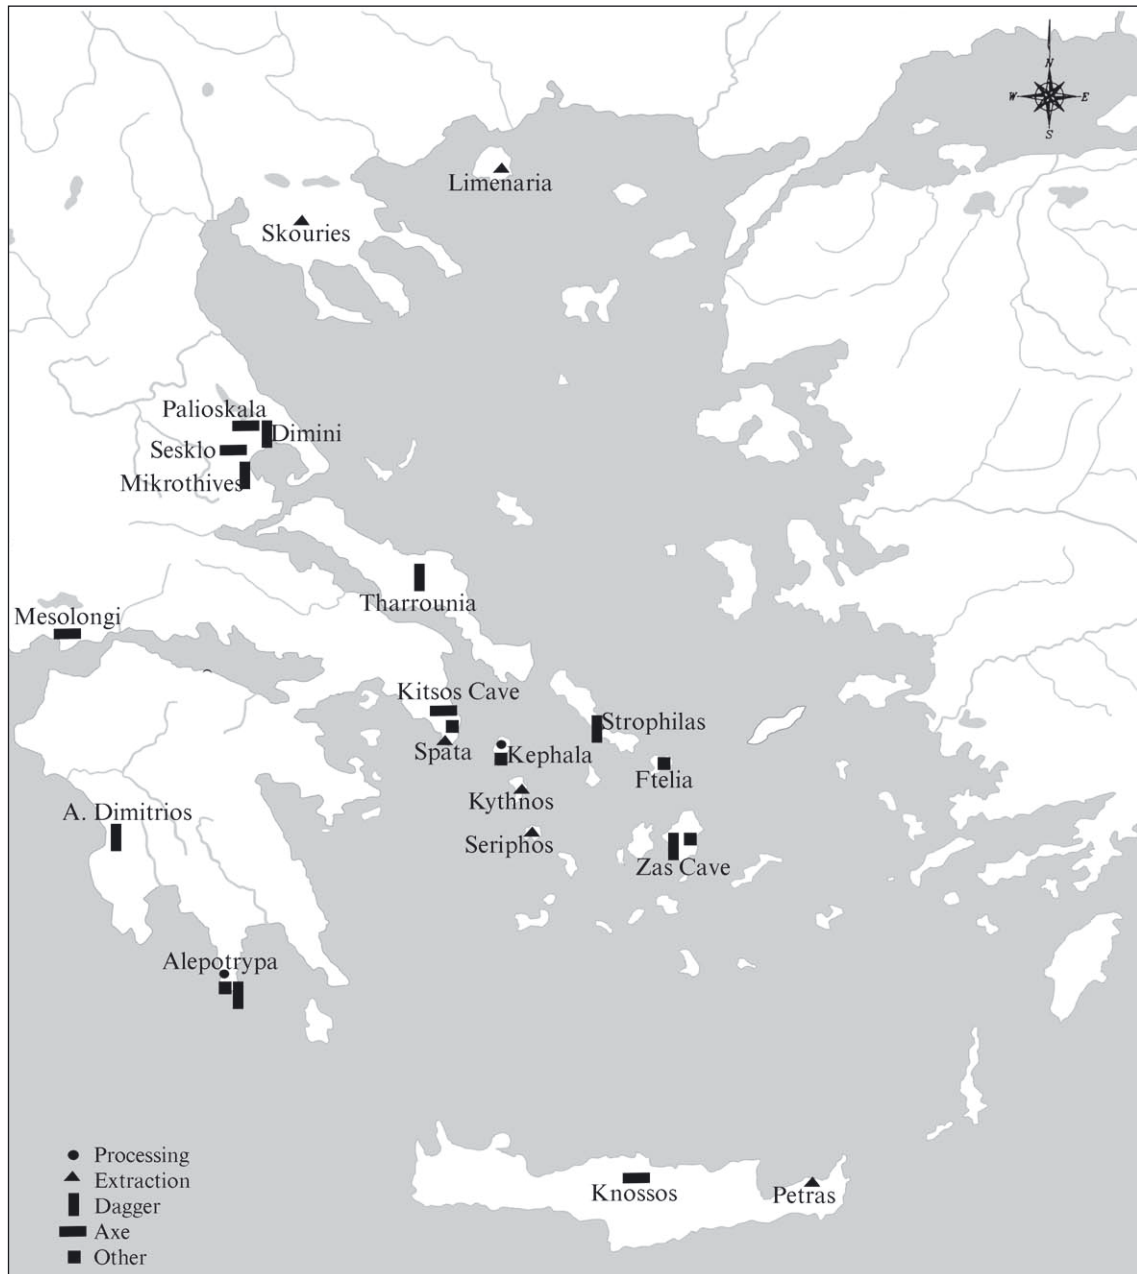 N
W E
S
Limenaria
Skouries
Palioskala
Dimini
Sesklo
Mikrothives
Tharrounia
Mesolongi
Kitsos Cave
Strophilas
Spata
Kephala
Ftelia
Kythnos
A. Dimitrios
Seriphos
Zas Cave
Alepotrypa
Knossos
Petras
Processing
Extraction
Dagger
Axe
Other